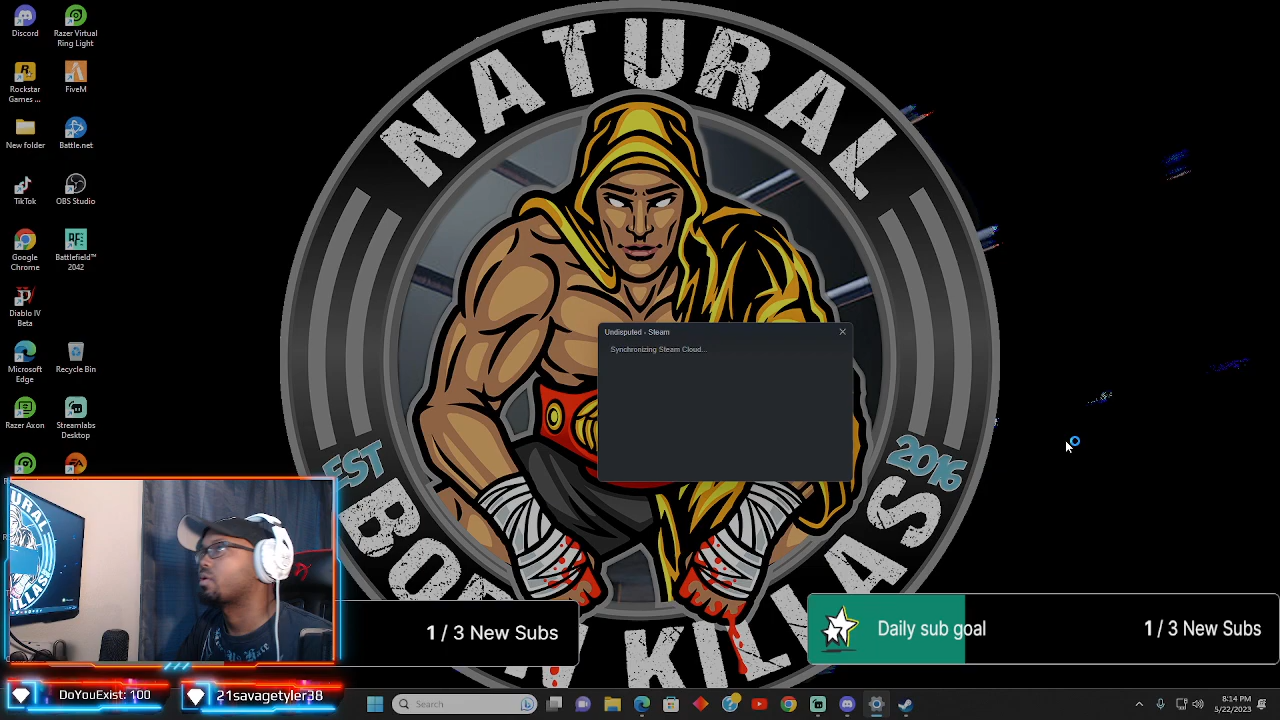 Discord
Razer Virtual
Ring Light
Rockstar
Games ...
FiveM
New folder
Battle.net
TikTok
OBS Studio
Google
Chrome
Battlefield™
2042
Diablo IV
Beta
Microsoft
Edge
Recycle Bin
Razer Axon
Streamlabs
Desktop
NATURAL
EST
2016
BORN KILLAS
Undisputed - Steam
Synchronizing Steam Cloud...
1 / 3 New Subs
Daily sub goal
1 / 3 New Subs
DoYouExist: 100
21savagetyler38
Search
8:14 PM
5/22/2023